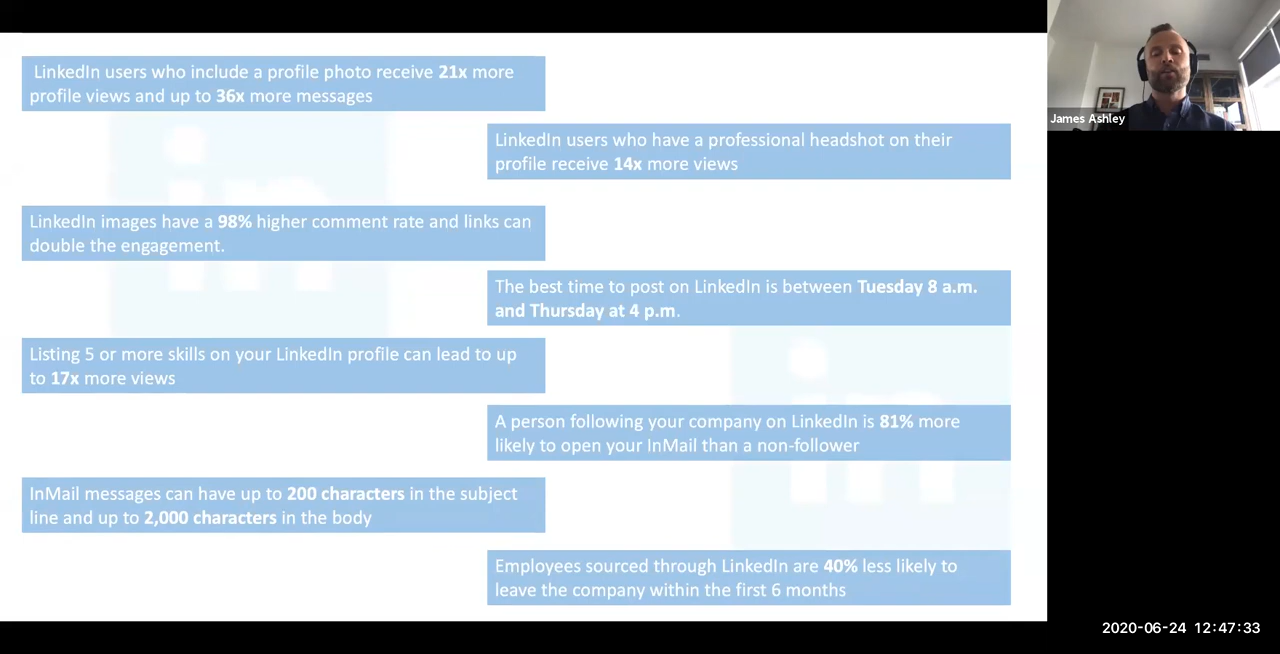 LinkedIn users who include a profile photo receive 21x more
profile views and up to 36x more messages
LinkedIn users who have a professional headshot on their
profile receive 14x more views
LinkedIn images have a 98% higher comment rate and links can
double the engagement.
The best time to post on LinkedIn is between Tuesday 8 a.m.
and Thursday at 4 p.m.
Listing 5 or more skills on your LinkedIn profile can lead to up
to 17x more views
A person following your company on LinkedIn is 81% more
likely to open your InMail than a non-follower
InMail messages can have up to 200 characters in the subject
line and up to 2,000 characters in the body
Employees sourced through LinkedIn are 40% less likely to
leave the company within the first 6 months
in
in
James Ashley
2020-06-24 12:47:33